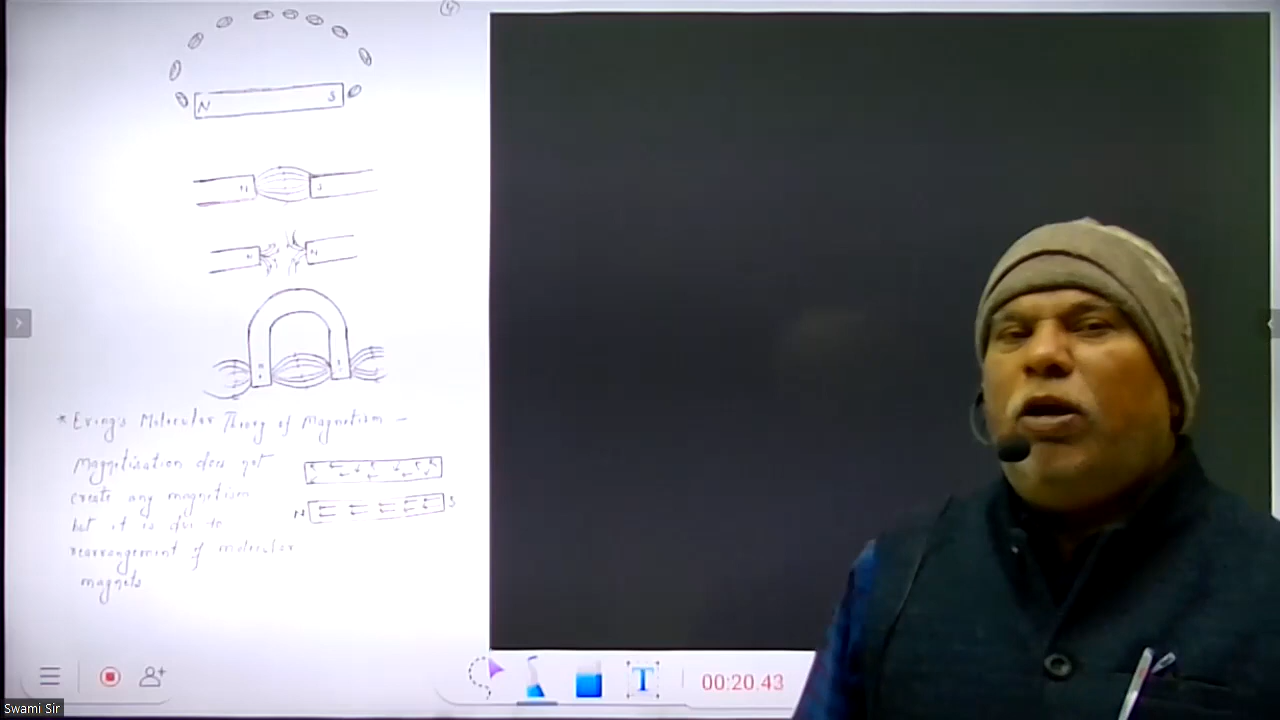 4
N S
N S
N N
N S
* Ewing's Molecular Theory of Magnetism -
Magnetisation does not
create any magnetism
N S
but it is due to
rearrangement of molecular
magnets
T
00:20.43
Swami Sir